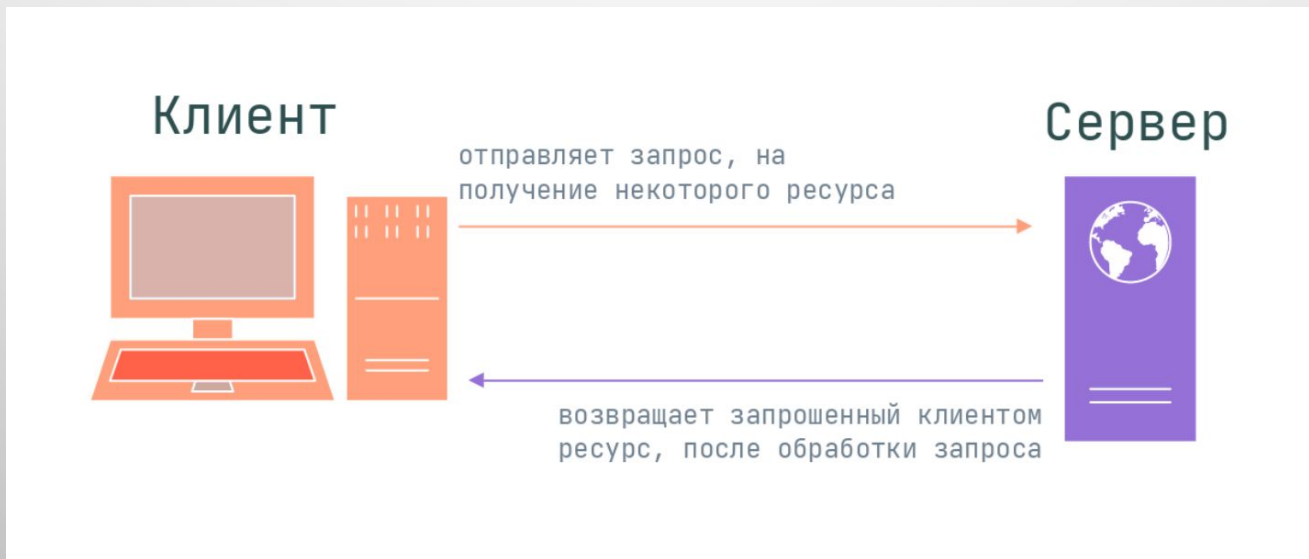 Клиент
Сервер
отправляет запрос, на
получение некоторого ресурса
возвращает запрошенный клиентом
ресурс, после обработки запроса